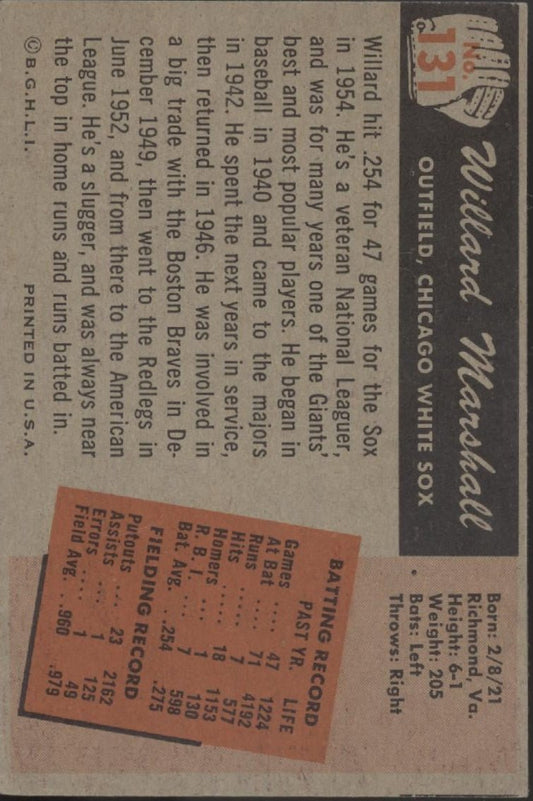 NO.
131
Willard Marshall
OUTFIELD, CHICAGO WHITE SOX
Born: 2/8/21
Richmond, Va.
Height: 6-1
Weight: 205
Bats: Left
Throws: Right
Willard hit .254 for 47 games for the Sox
in 1954. He's a veteran National Leaguer,
and was for many years one of the Giants'
best and most popular players. He began in
baseball in 1940 and came to the majors
in 1942. He spent the next years in service,
then returned in 1946. He was involved in
a big trade with the Boston Braves in De-
cember 1949, then went to the Redlegs in
June 1952, and from there to the American
League. He's a slugger, and was always near
the top in home runs and runs batted in.
©B.G.H.L.I. PRINTED IN U.S.A.
BATTING RECORD
PAST YR. LIFE
Games .... 47 1224
At Bat .... 71 4192
Runs ..... 7 577
Hits ..... 18 1153
Homers .... 1 130
R. B. I. .... 7 598
Bat. Avg. .. .254 .275
FIELDING RECORD
Putouts ... 23 2162
Assists .... 1 125
Errors .... 1 49
Field Avg. .. .960 .979